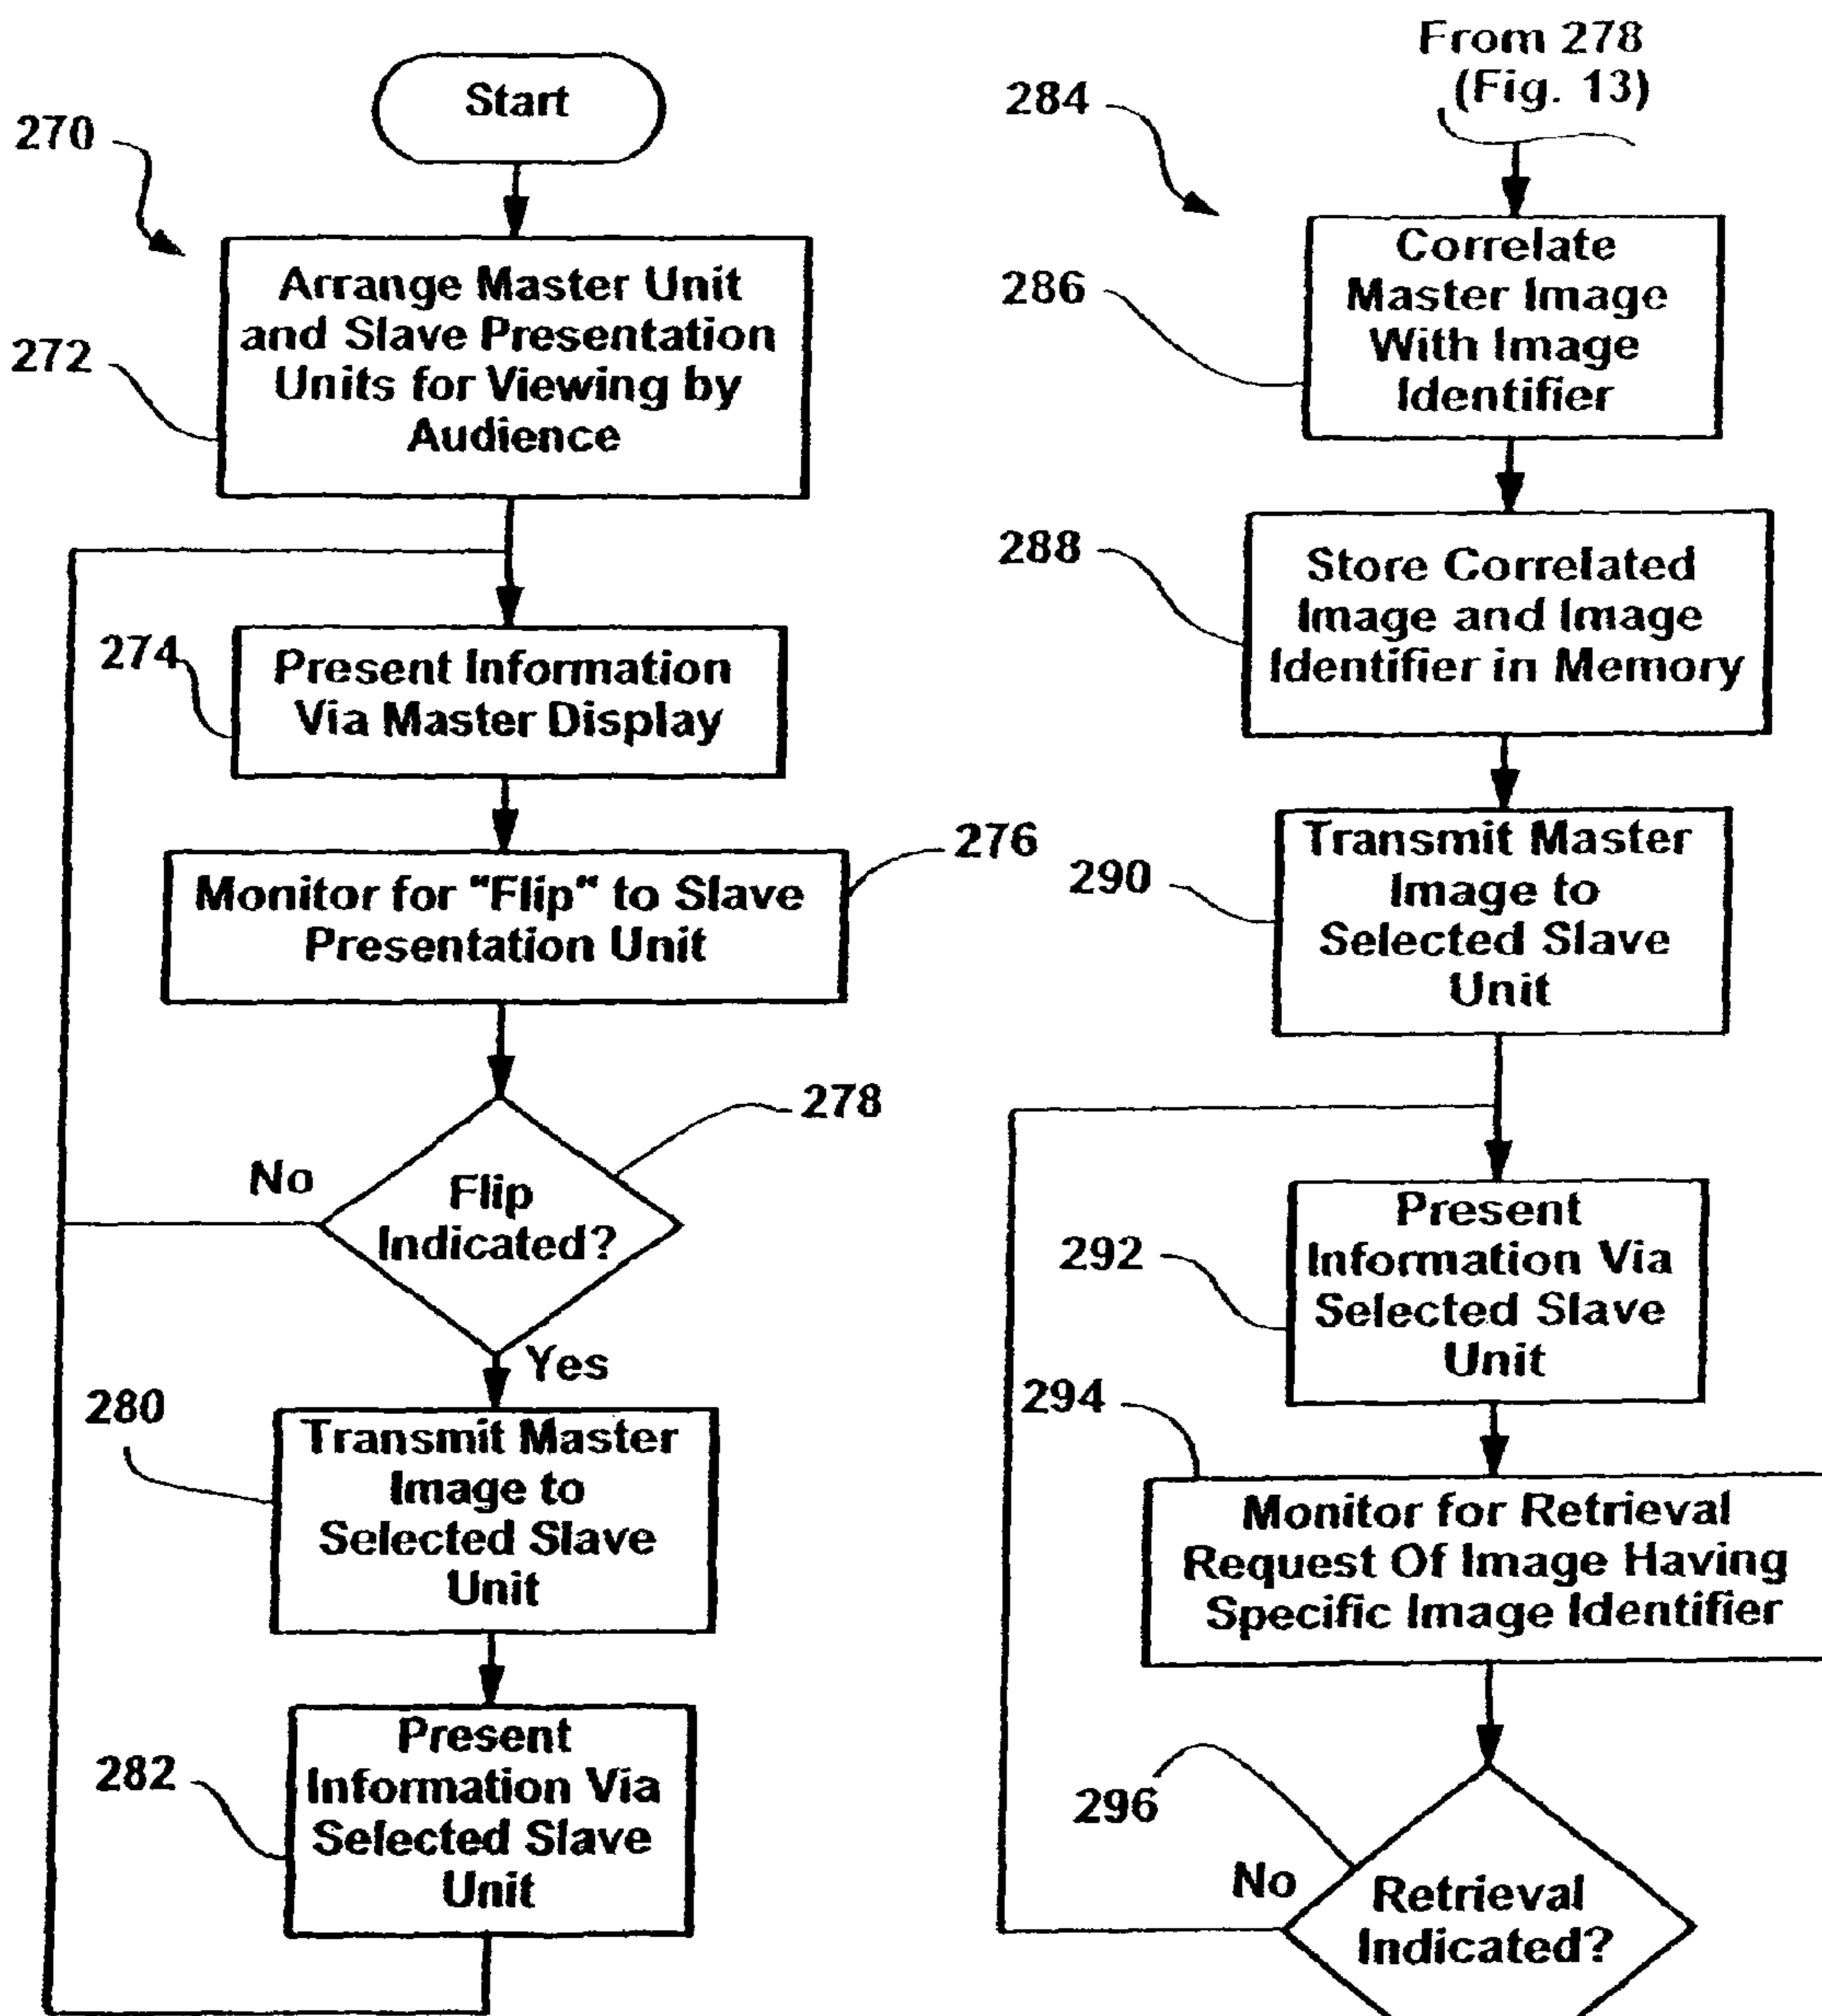 Start
270
272
Arrange Master Unit
and Slave Presentation
Units for Viewing by
Audience
274
Present Information
Via Master Display
276
Monitor for "Flip" to Slave
Presentation Unit
278
Flip
Indicated?
No
Yes
280
Transmit Master
Image to
Selected Slave
Unit
282
Present
Information Via
Selected Slave
Unit
From 278
(Fig. 13)
284
286
Correlate
Master Image
With Image
Identifier
288
Store Correlated
Image and Image
Identifier in Memory
290
Transmit Master
Image to
Selected Slave
Unit
292
Present
Information Via
Selected Slave
Unit
294
Monitor for Retrieval
Request Of Image Having
Specific Image Identifier
296
No
Retrieval
Indicated?